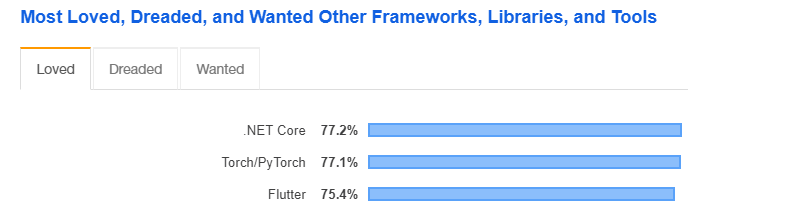 Most Loved, Dreaded, and Wanted Other Frameworks, Libraries, and Tools
Loved Dreaded Wanted
.NET Core 77.2%
Torch/PyTorch 77.1%
Flutter 75.4%